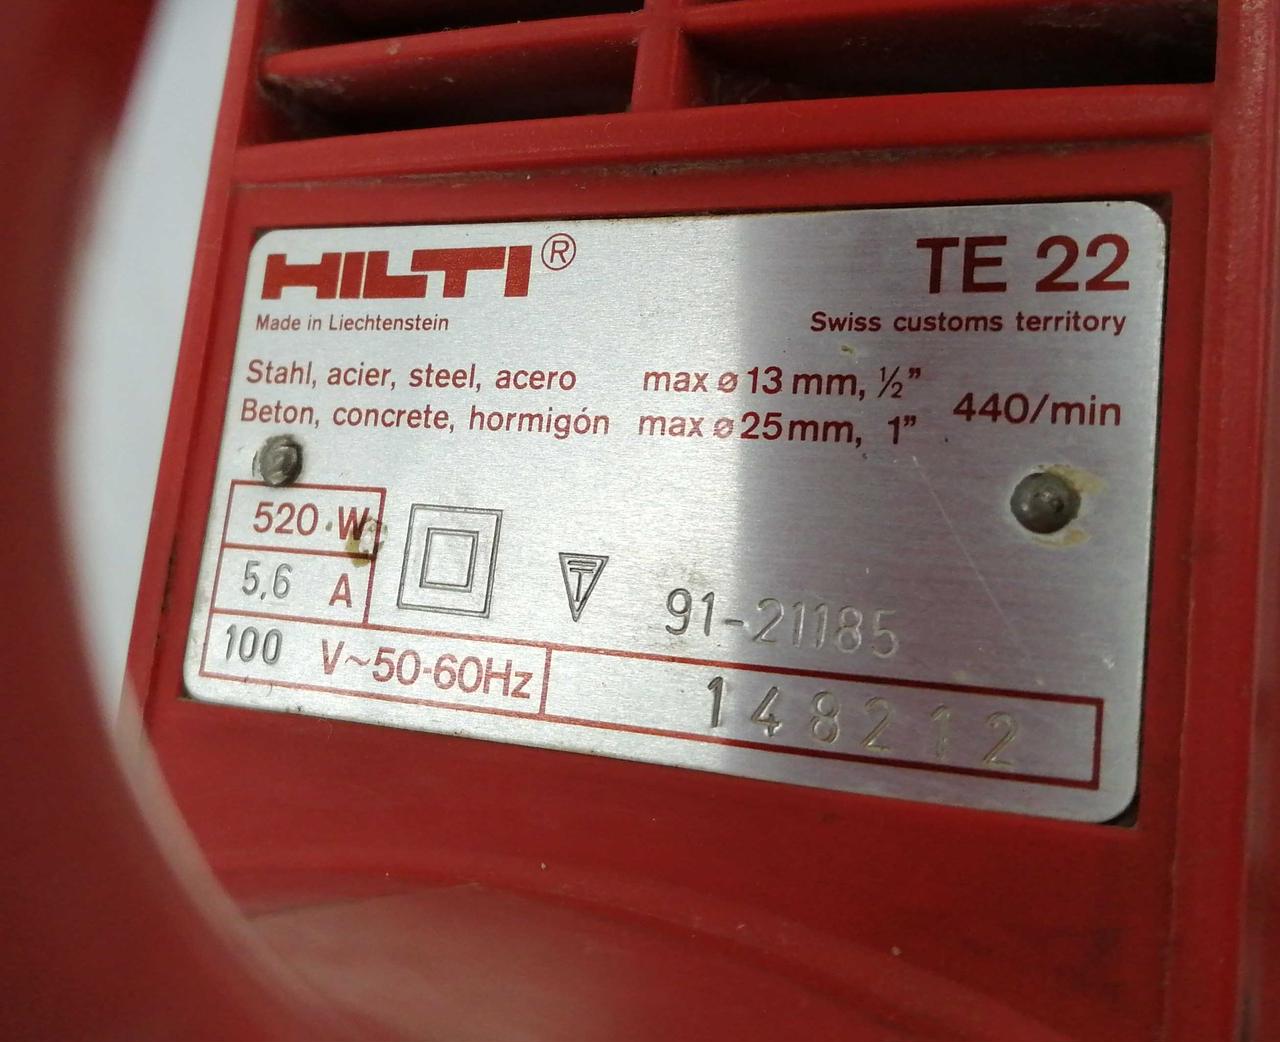 HILTI® TE 22
Made in Liechtenstein Swiss customs territory
Stahl, acier, steel, acero max ø 13 mm, ½”
Beton, concrete, hormigón max ø 25 mm, 1”
440/min
520 W
5,6 A
T 91-21185
100 V~50-60Hz
148212